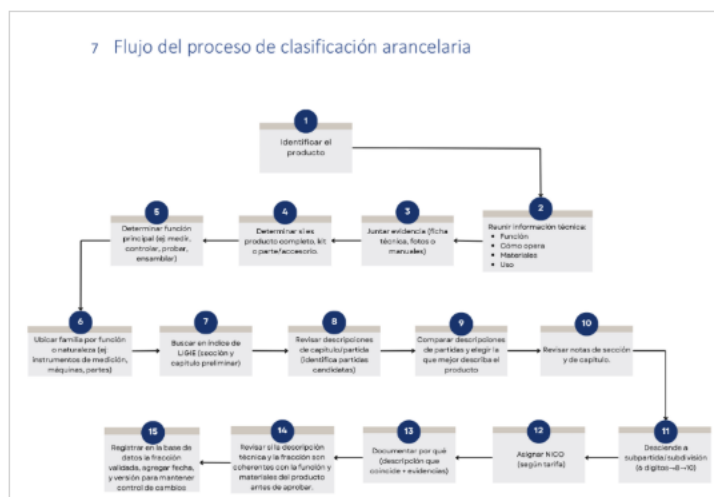 7 Flujo del proceso de clasificación arancelaria
1
Identificar el
producto
2
Reunir información técnica:
• Función
• Cómo opera
• Materiales
• Uso
3
Juntar evidencia (ficha
técnica, fotos o
manuales)
4
Determinar si es
producto completo, kit
o parte/accesorio.
5
Determinar función
principal (ej medir,
controlar, probar,
ensamblar)
6
Ubicar familia por función
o naturaleza (ej
instrumentos de medición,
máquinas, partes)
7
Buscar en índices de
LIGIE (sección y
capítulo preliminar)
8
Revisar descripciones
de capítulo/partida
(identifica partidas
candidatas)
9
Comparar descripciones
de partidas y elegir la
que mejor describa el
producto
10
Revisar notas de sección
y de capítulo.
11
Desciende a
subpartida/subdivisión
(6 dígitos→8→10)
12
Asignar NICO
(según tarifa)
13
Documentar por qué
(descripción que
coincide + evidencias)
14
Revisar si la descripción
técnica y la fracción son
coherentes con la función y
materiales del producto
antes de aprobar.
15
Registrar en la base de
datos la fracción
validada, agregar fecha,
y versión para mantener
control de cambios